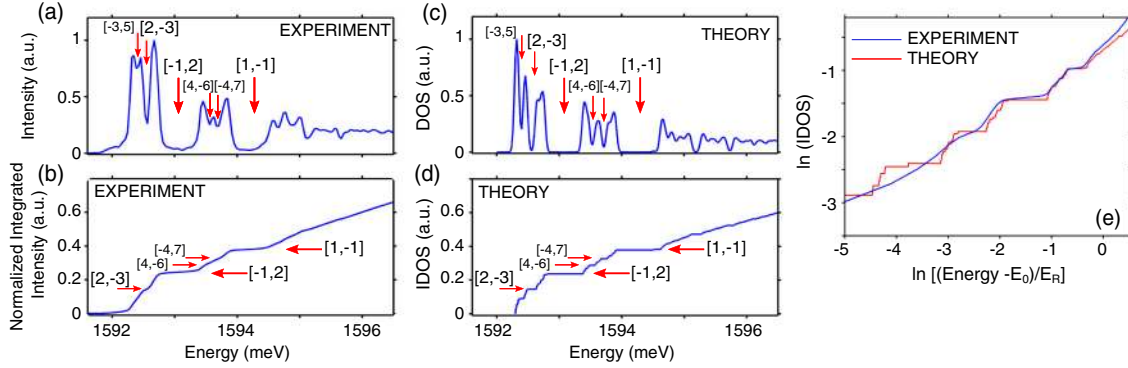 (a)
EXPERIMENT
[-3,5]
[2,-3]
[-1,2]
[4,-6]
[-4,7]
[1,-1]
Intensity (a.u.)
1
0.5
0
(b)
EXPERIMENT
[-4,7]
[4,-6]
[2,-3]
[1,-1]
[-1,2]
Normalized Integrated
Intensity (a.u.)
0.6
0.4
0.2
0
1592
1594
1596
Energy (meV)
(c)
THEORY
[-3,5]
[2,-3]
[-1,2]
[4,-6]
[-4,7]
[1,-1]
DOS (a.u.)
1
0.5
0
(d)
THEORY
[-4,7]
[4,-6]
[2,-3]
[1,-1]
[-1,2]
IDOS (a.u.)
0.6
0.4
0.2
0
1592
1594
1596
Energy (meV)
EXPERIMENT
THEORY
ln (IDOS)
-1
-2
-3
(e)
-5
-4
-3
-2
-1
0
ln [(Energy -E₀)/E_R]